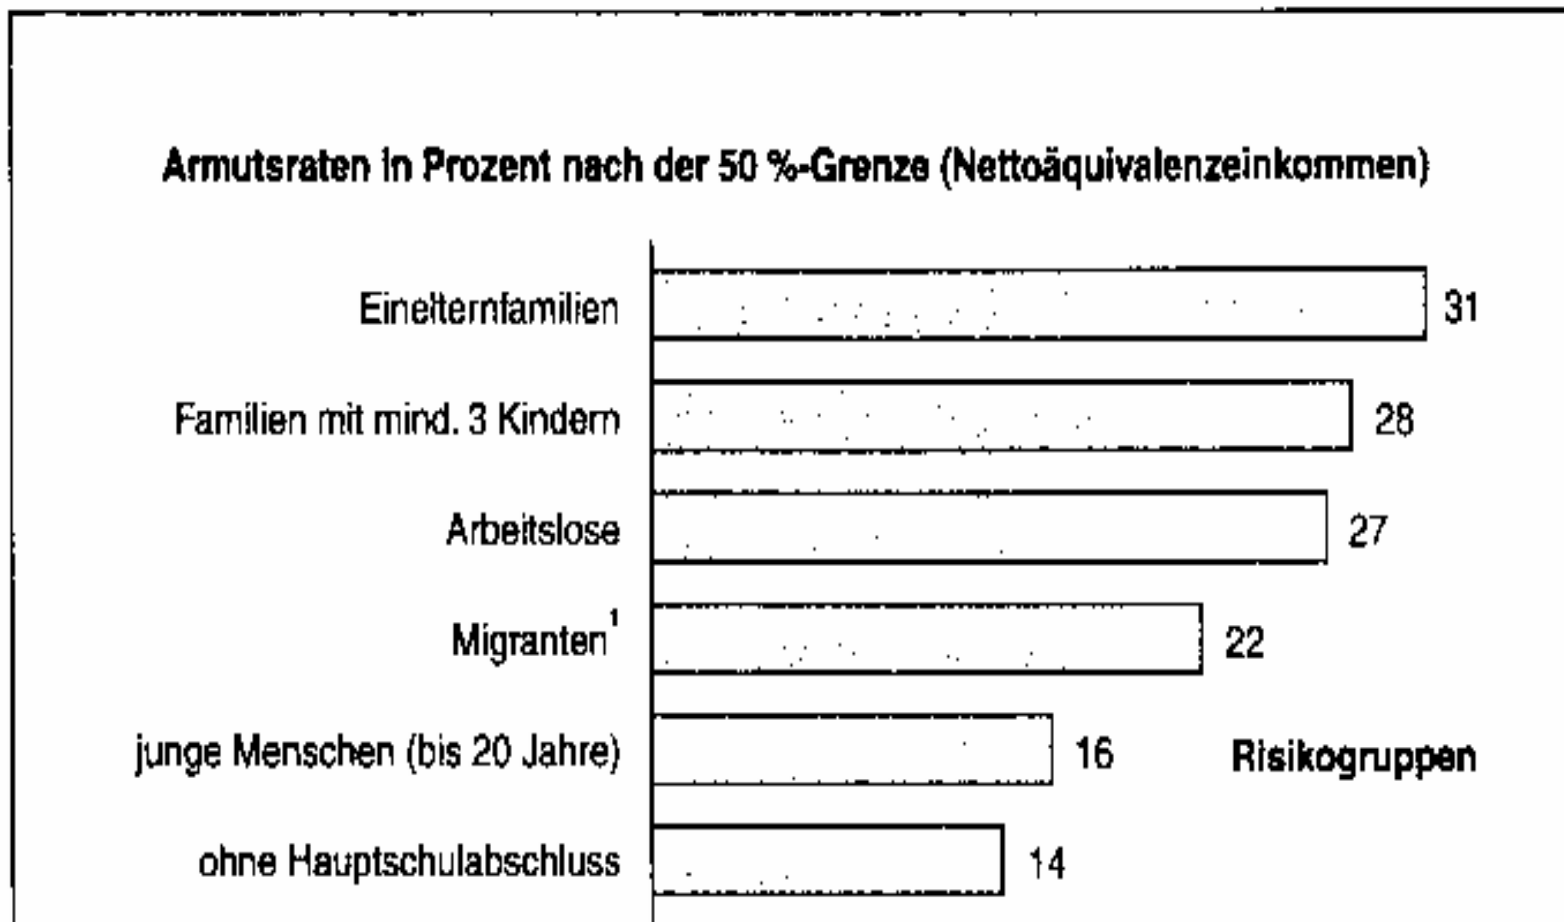 Armutsraten in Prozent nach der 50 %-Grenze (Nettoäquivalenzeinkommen)
Einelternfamilien 31
Familien mit mind. 3 Kindern 28
Arbeitslose 27
Migranten¹ 22
junge Menschen (bis 20 Jahre) 16 Risikogruppen
ohne Hauptschulabschluss 14